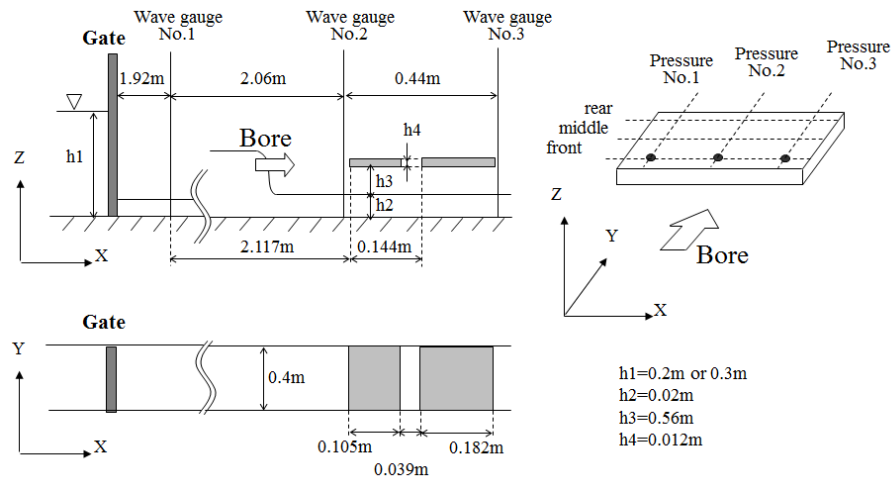 Wave gauge
No.1
Wave gauge
No.2
Wave gauge
No.3
Gate
1.92m
2.06m
0.44m
h1
Bore
h4
h3
h2
Z
X
2.117m
0.144m
Pressure
No.1
Pressure
No.2
Pressure
No.3
rear
middle
front
Z
Y
X
Bore
Gate
Y
X
0.4m
0.105m
0.039m
0.182m
h1=0.2m or 0.3m
h2=0.02m
h3=0.56m
h4=0.012m